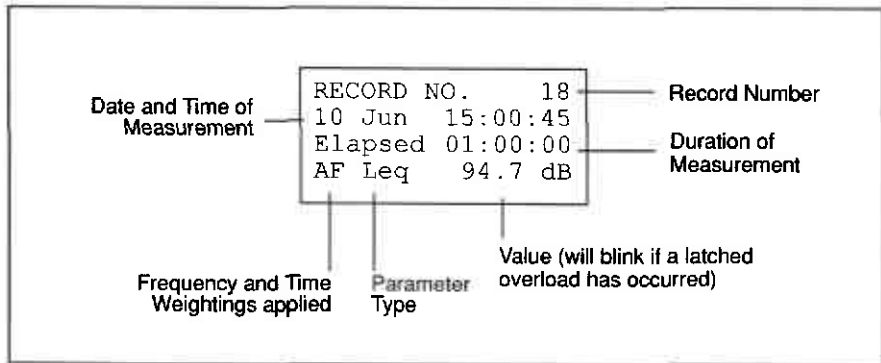 RECORD NO. 18
10 Jun 15:00:45
Elapsed 01:00:00
AF Leq 94.7 dB
Date and Time of
Measurement
Record Number
Duration of
Measurement
Frequency and Time
Weightings applied
Parameter
Type
Value (will blink if a latched
overload has occurred)